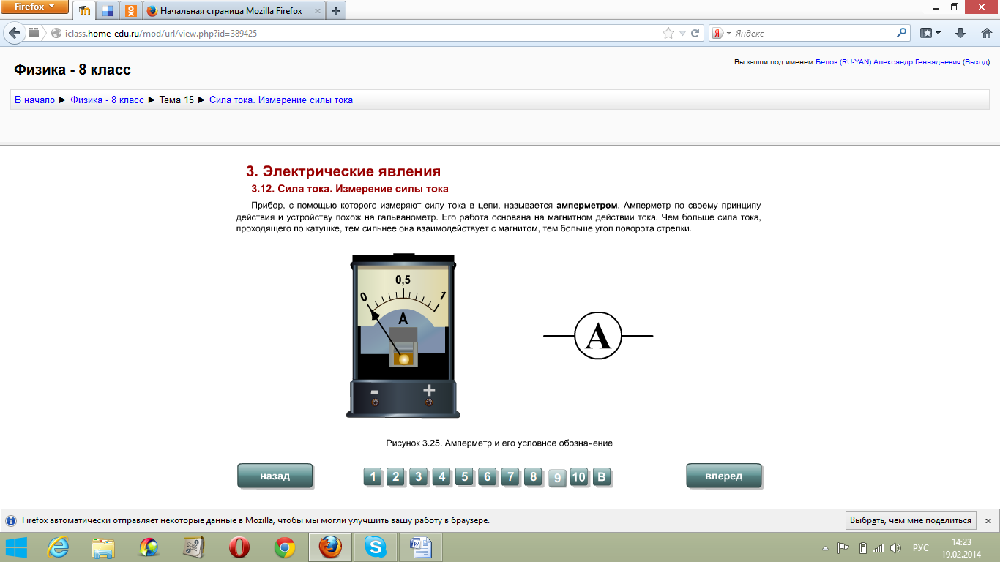 Firefox
Начальная страница Mozilla Firefox
iclass.home-edu.ru/mod/url/view.php?id=389425
Яндекс
Физика - 8 класс
Вы зашли под именем Белов (RU-YAN) Александр Геннадьевич (Выход)
В начало ► Физика - 8 класс ► Тема 15 ► Сила тока. Измерение силы тока
3. Электрические явления
3.12. Сила тока. Измерение силы тока
Прибор, с помощью которого измеряют силу тока в цепи, называется амперметром. Амперметр по своему принципу
действия и устройству похож на гальванометр. Его работа основана на магнитном действии тока. Чем больше сила тока,
проходящего по катушке, тем сильнее она взаимодействует с магнитом, тем больше угол поворота стрелки.
0 0,5 1
А
- +
А
Рисунок 3.25. Амперметр и его условное обозначение
назад 1 2 3 4 5 6 7 8 9 10 В вперед
Firefox автоматически отправляет некоторые данные в Mozilla, чтобы мы могли улучшить вашу работу в браузере.
Выбрать, чем мне поделиться
РУС
14:23
19.02.2014